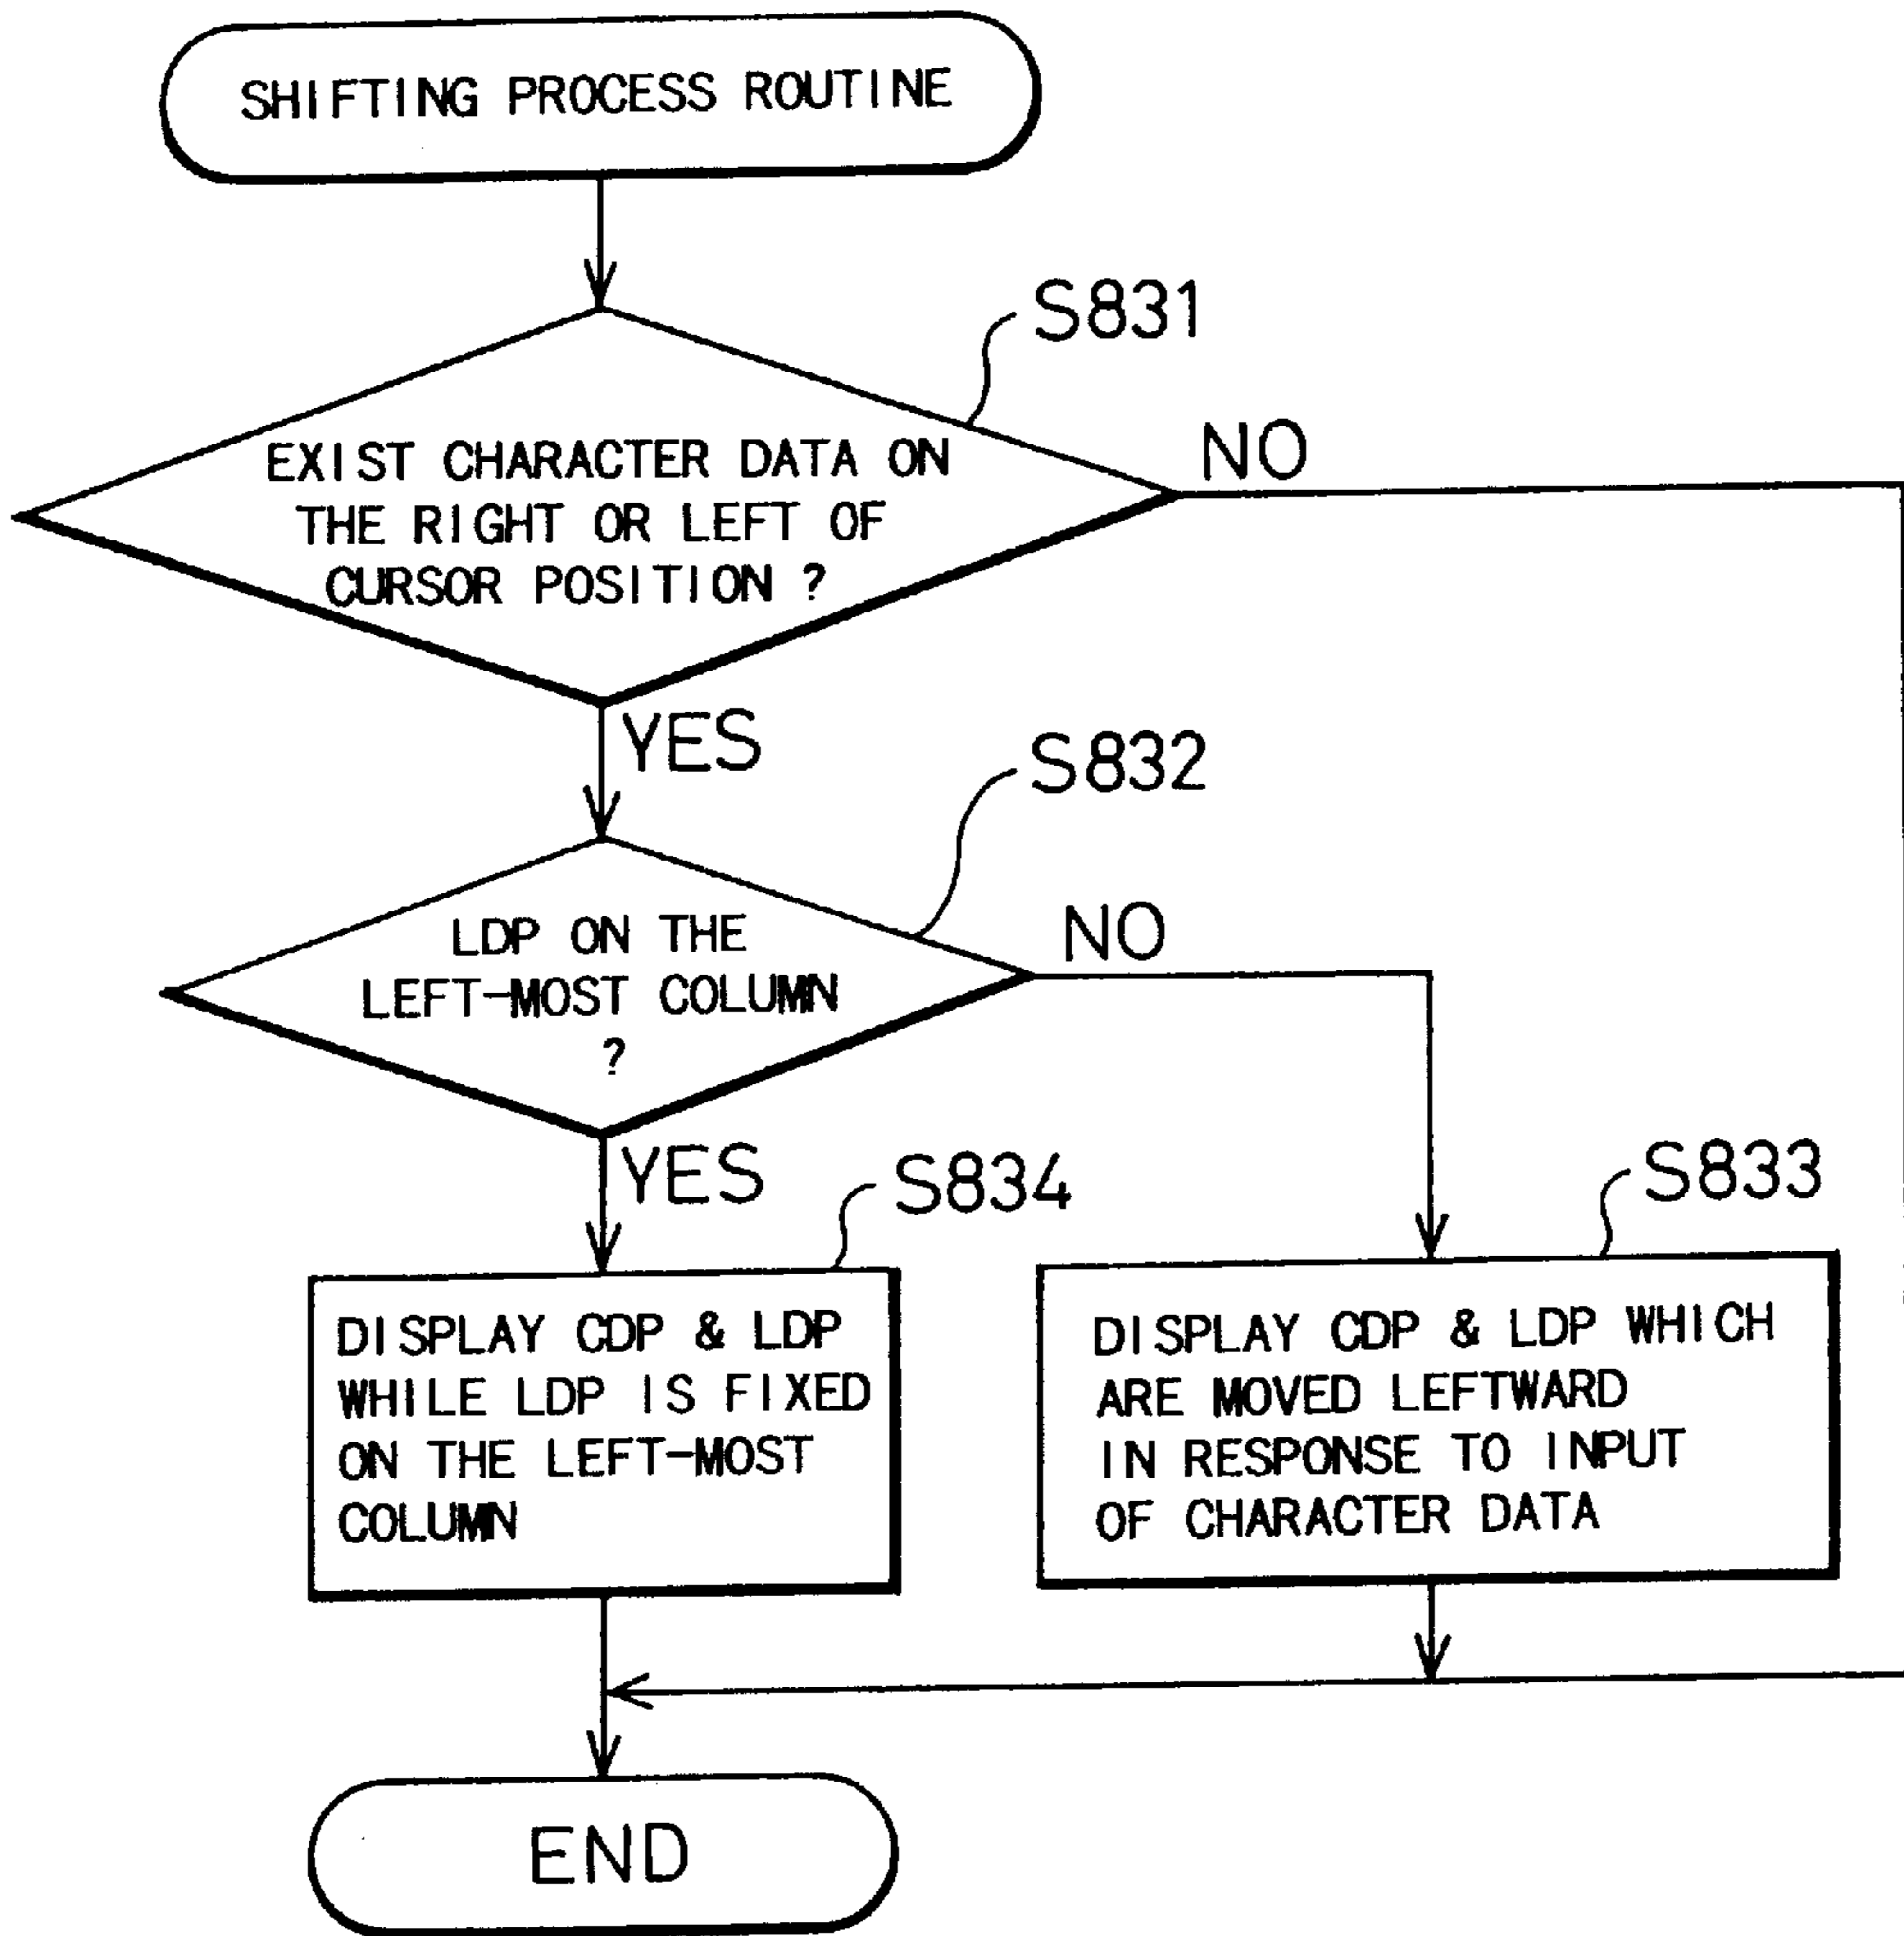 SHIFTING PROCESS ROUTINE
S831
EXIST CHARACTER DATA ON
THE RIGHT OR LEFT OF
CURSOR POSITION ?
NO
YES
S832
LDP ON THE
LEFT-MOST COLUMN
?
NO
YES
S834
DISPLAY CDP & LDP
WHILE LDP IS FIXED
ON THE LEFT-MOST
COLUMN
S833
DISPLAY CDP & LDP WHICH
ARE MOVED LEFTWARD
IN RESPONSE TO INPUT
OF CHARACTER DATA
END